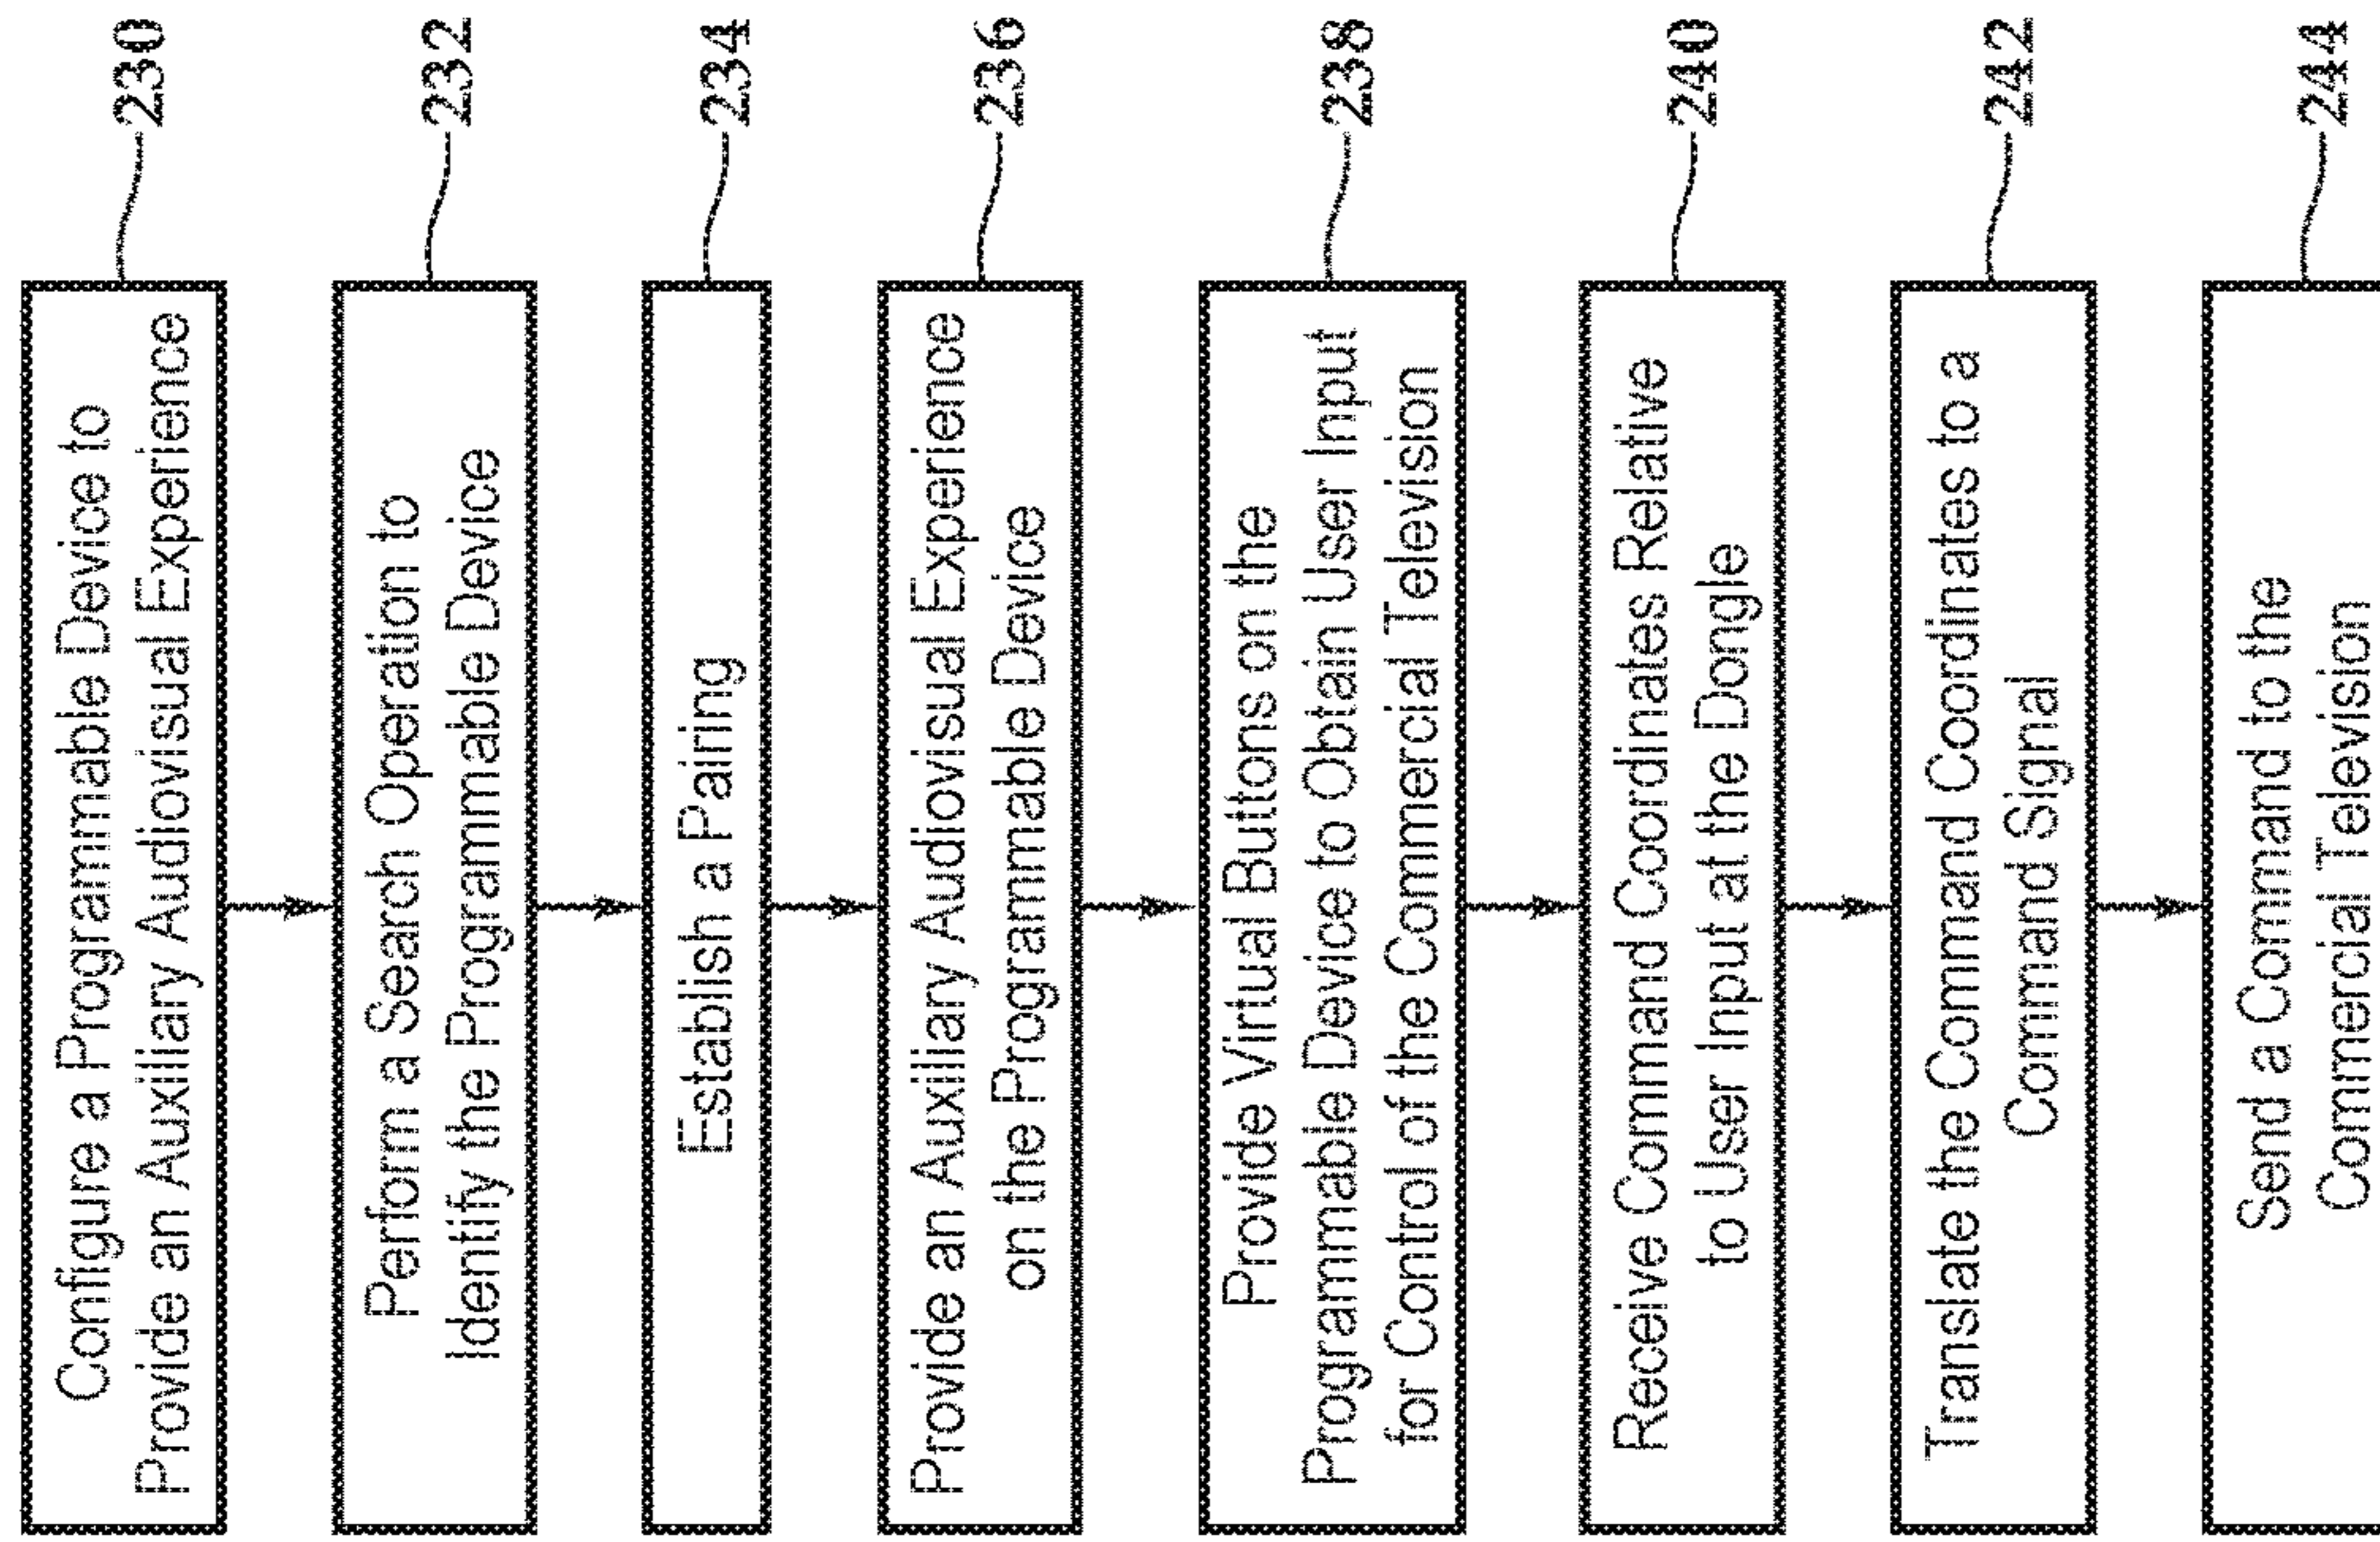 Configure a Programmable Device to
Provide an Auxiliary Audiovisual Experience
230
Perform a Search Operation to
Identify the Programmable Device
232
Establish a Pairing
234
Provide an Auxiliary Audiovisual Experience
on the Programmable Device
236
Provide Virtual Buttons on the
Programmable Device to Obtain User Input
for Control of the Commercial Television
238
Receive Command Coordinates Relative
to User Input at the Dongle
240
Translate the Command Coordinates to a
Command Signal
242
Send a Command to the
Commercial Television
244